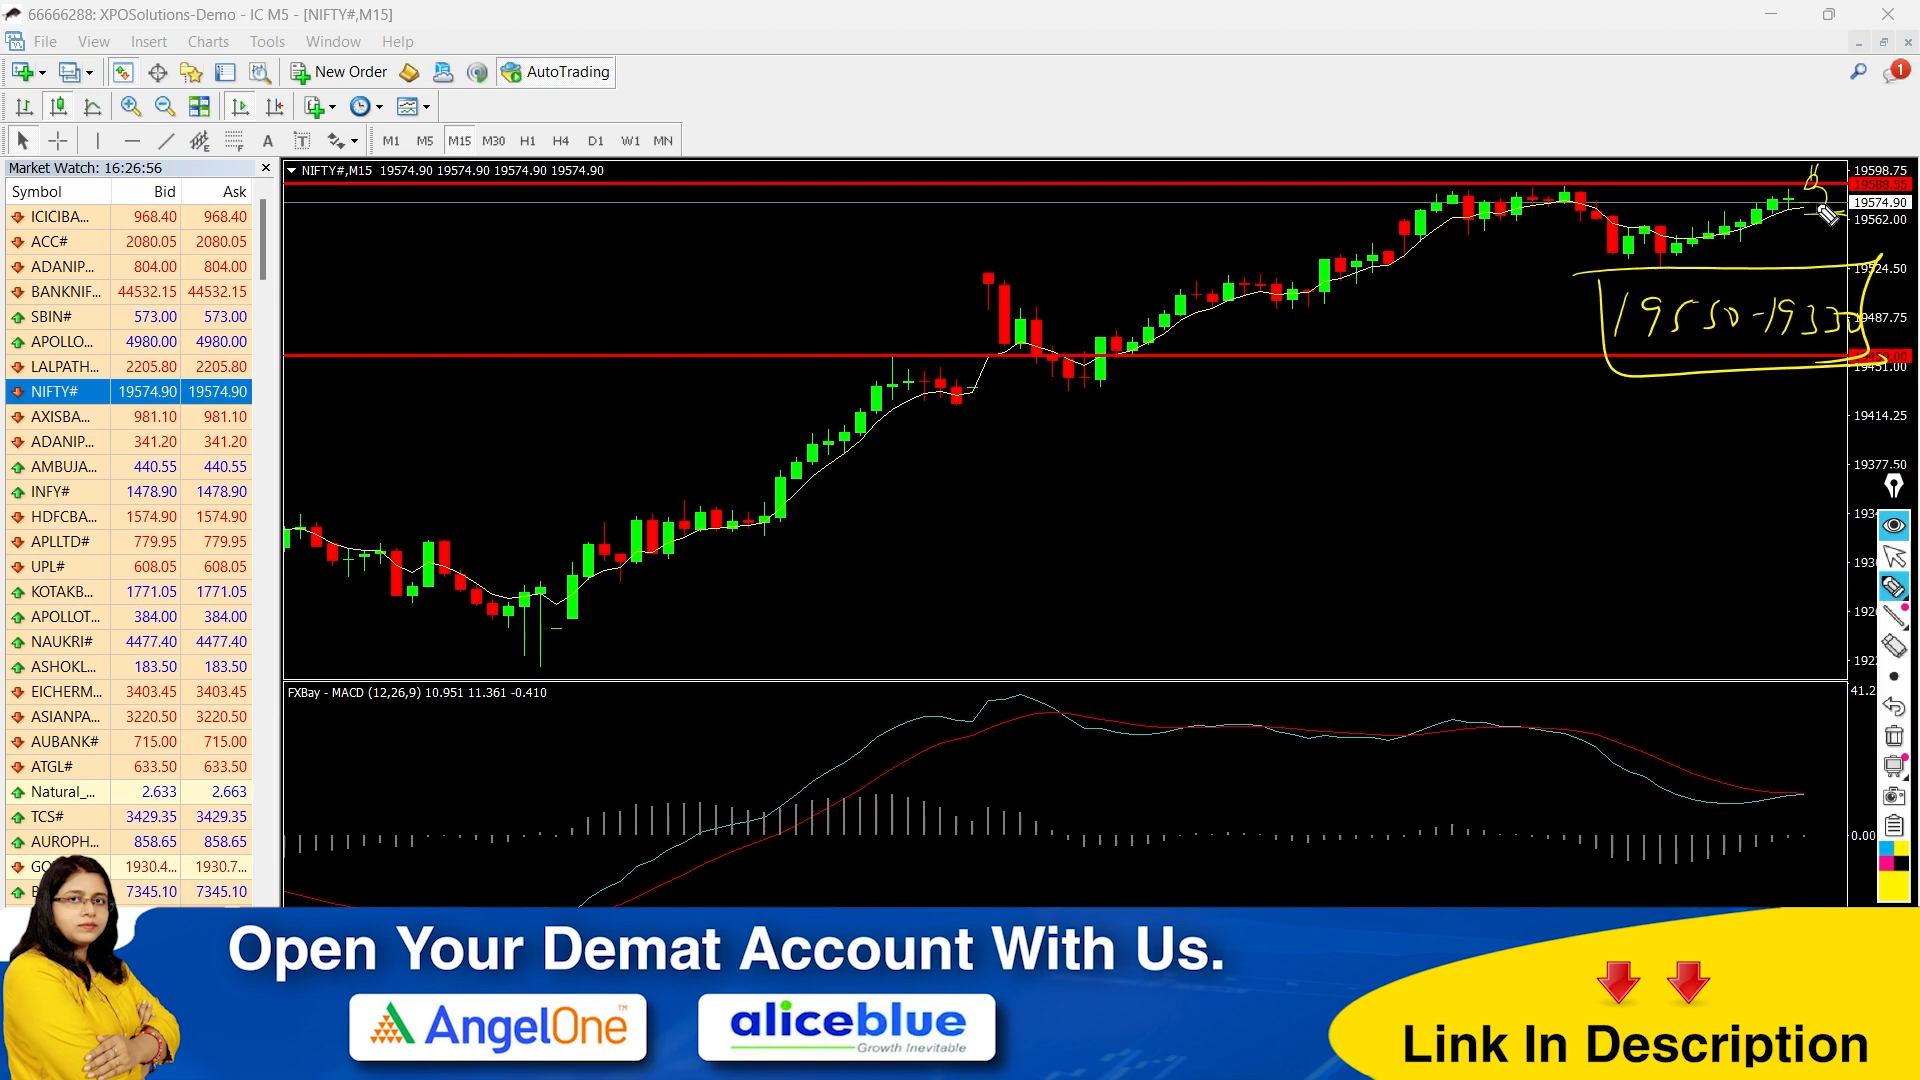 66666288: XPOSolutions-Demo - IC M5 - [NIFTY#,M15]
File View Insert Charts Tools Window Help
New Order AutoTrading 1
A T M1 M5 M15 M30 H1 H4 D1 W1 MN
Market Watch: 16:26:56
Symbol Bid Ask
ICICIBA... 968.40 968.40
ACC# 2080.05 2080.05
ADANIP... 804.00 804.00
BANKNIF... 44532.15 44532.15
SBIN# 573.00 573.00
APOLLO... 4980.00 4980.00
LALPATH... 2205.80 2205.80
NIFTY# 19574.90 19574.90
AXISBA... 981.10 981.10
ADANIP... 341.20 341.20
AMBUJA... 440.55 440.55
INFY# 1478.90 1478.90
HDFCBA... 1574.90 1574.90
APLLTD# 779.95 779.95
UPL# 608.05 608.05
KOTAKB... 1771.05 1771.05
APOLLOT... 384.00 384.00
NAUKRI# 4477.40 4477.40
ASHOKL... 183.50 183.50
EICHERM... 3403.45 3403.45
ASIANPA... 3220.50 3220.50
AUBANK# 715.00 715.00
ATGL# 633.50 633.50
Natural_... 2.633 2.663
TCS# 3429.35 3429.35
AUROPH... 858.65 858.65
1930.4... 1930.7...
7345.10 7345.10
NIFTY#,M15 19574.90 19574.90 19574.90 19574.90
19598.75
19588.55
19574.90
19562.00
19524.50
19487.75
19451.00
19414.25
19377.50
19550-19330
FXBay - MACD (12,26,9) 10.951 11.361 -0.410
41.2
0.00
Open Your Demat Account With Us.
AngelOne™
aliceblue
Growth Inevitable
Link In Description